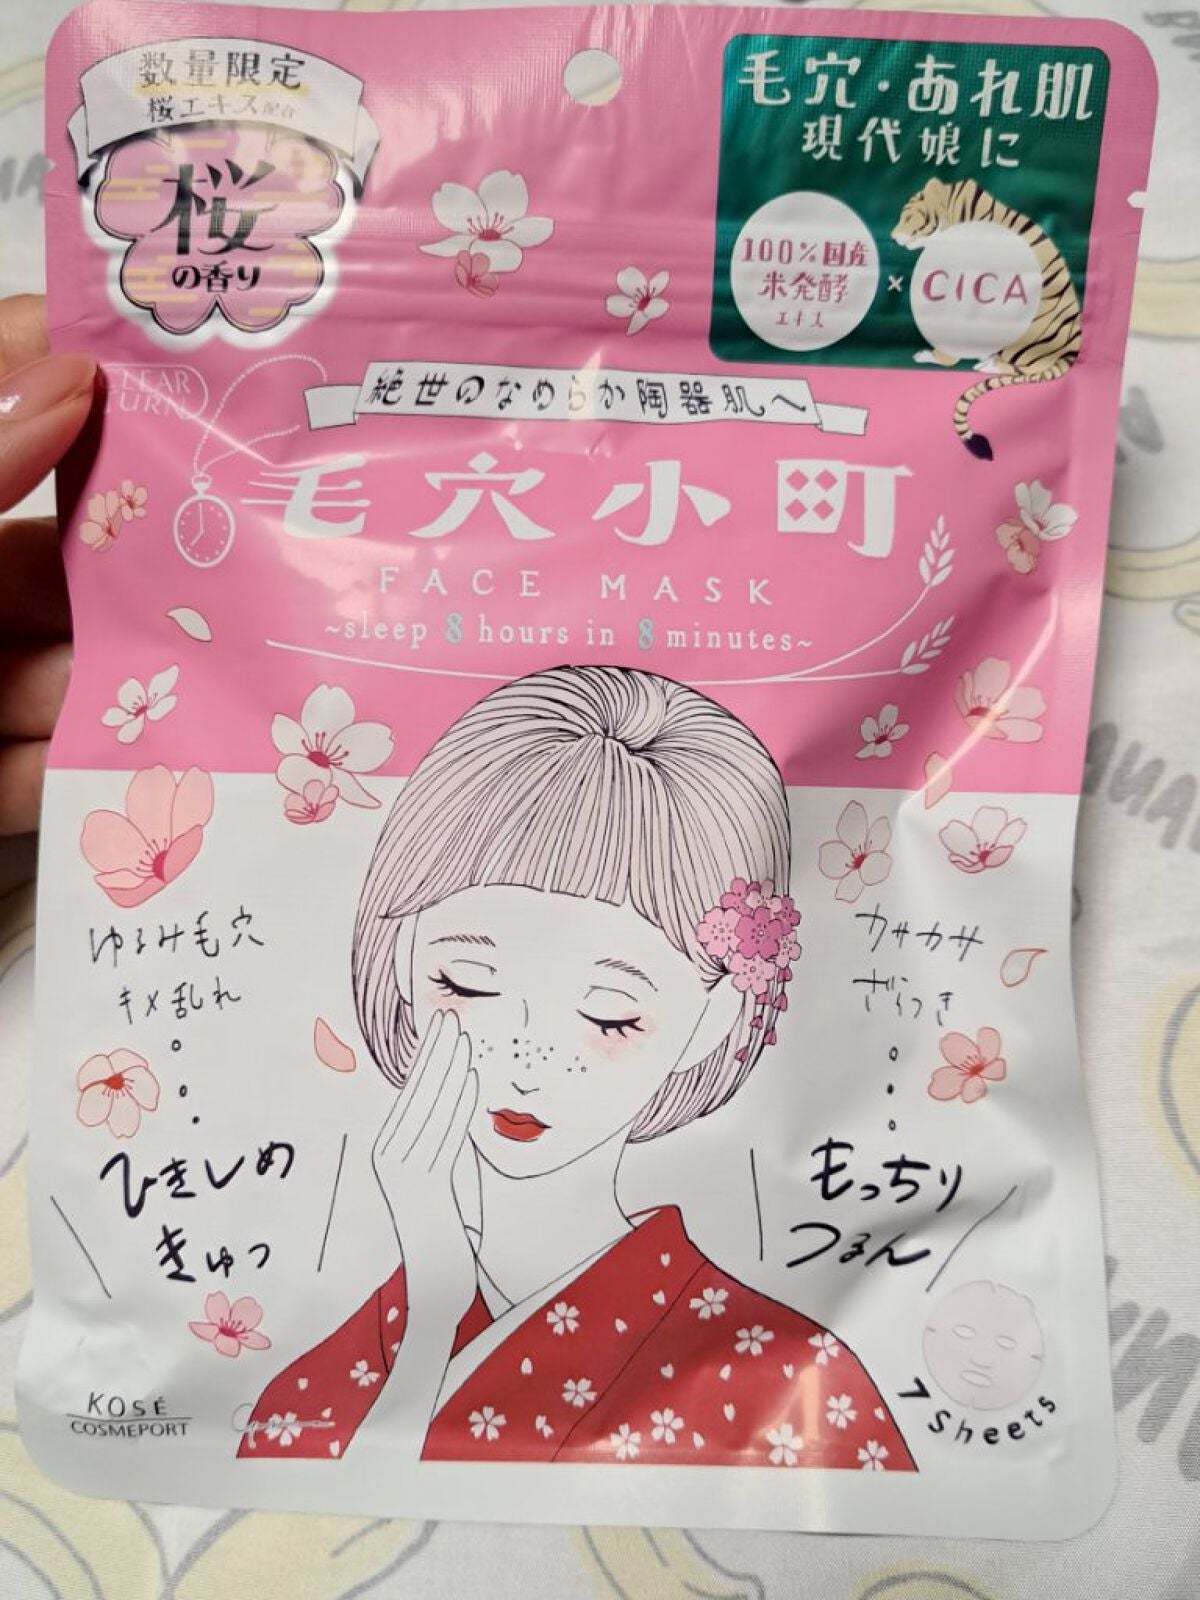 数量限定
桜エキス配合
桜
の香り
毛穴・あれ肌
現代娘に
100%国産
米発酵
エキス
×
CICA
CLEAR
TURN
絶世のなめらか陶器肌へ
毛穴小町
FACE MASK
~sleep 8 hours in 8 minutes~
ゆるみ毛穴
キメ乱れ
ひきしめ
きゅっ
カサカサ
ざらつき
もっちり
つるん
7 Sheets
KOSÉ
COSMEPORT